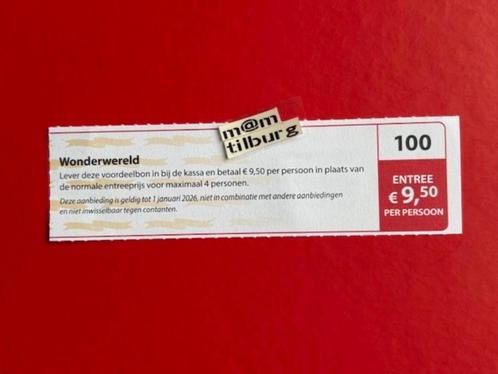 m@m
tilburg
Wonderwereld
Lever deze voordeelbon in bij de kassa en betaal € 9,50 per persoon in plaats van
de normale entreeprijs voor maximaal 4 personen.
Deze aanbieding is geldig tot 1 januari 2026, niet in combinatie met andere aanbiedingen
en niet inwisselbaar tegen contanten.
100
ENTREE
€ 9,50
PER PERSOON